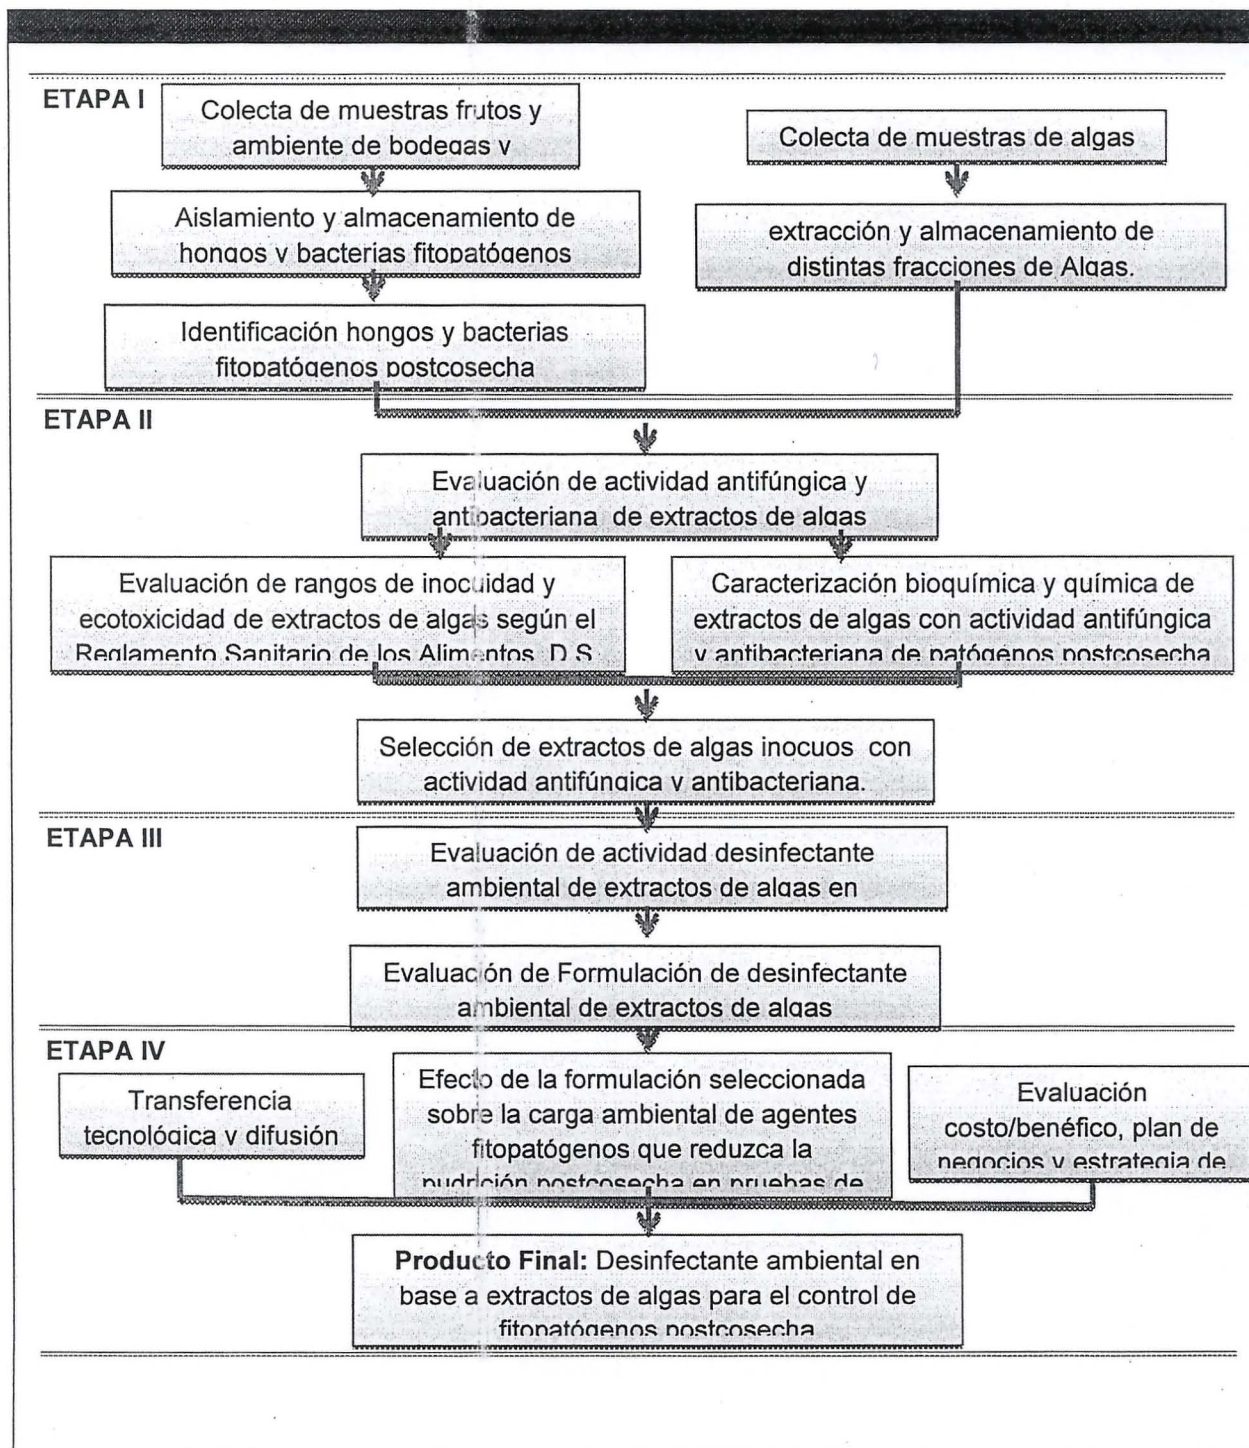 ETAPA I
Colecta de muestras frutos y
ambiente de bodegas y
Aislamiento y almacenamiento de
hongos y bacterias fitopatógenos
Identificación hongos y bacterias
fitopatógenos postcosecha
Colecta de muestras de algas
extracción y almacenamiento de
distintas fracciones de Algas.
ETAPA II
Evaluación de actividad antifúngica y
antibacteriana de extractos de algas
Evaluación de rangos de inocuidad y
ecotoxicidad de extractos de algas según el
Reglamento Sanitario de los Alimentos D.S.
Caracterización bioquímica y química de
extractos de algas con actividad antifúngica
y antibacteriana de patógenos postcosecha
Selección de extractos de algas inocuos con
actividad antifúngica y antibacteriana.
ETAPA III
Evaluación de actividad desinfectante
ambiental de extractos de algas en
Evaluación de Formulación de desinfectante
ambiental de extractos de algas
ETAPA IV
Transferencia
tecnológica y difusión
Efecto de la formulación seleccionada
sobre la carga ambiental de agentes
fitopatógenos que reduzca la
pudrición postcosecha en pruebas de
Evaluación
costo/benéfico, plan de
negocios y estrategia de
Producto Final: Desinfectante ambiental en
base a extractos de algas para el control de
fitopatógenos postcosecha